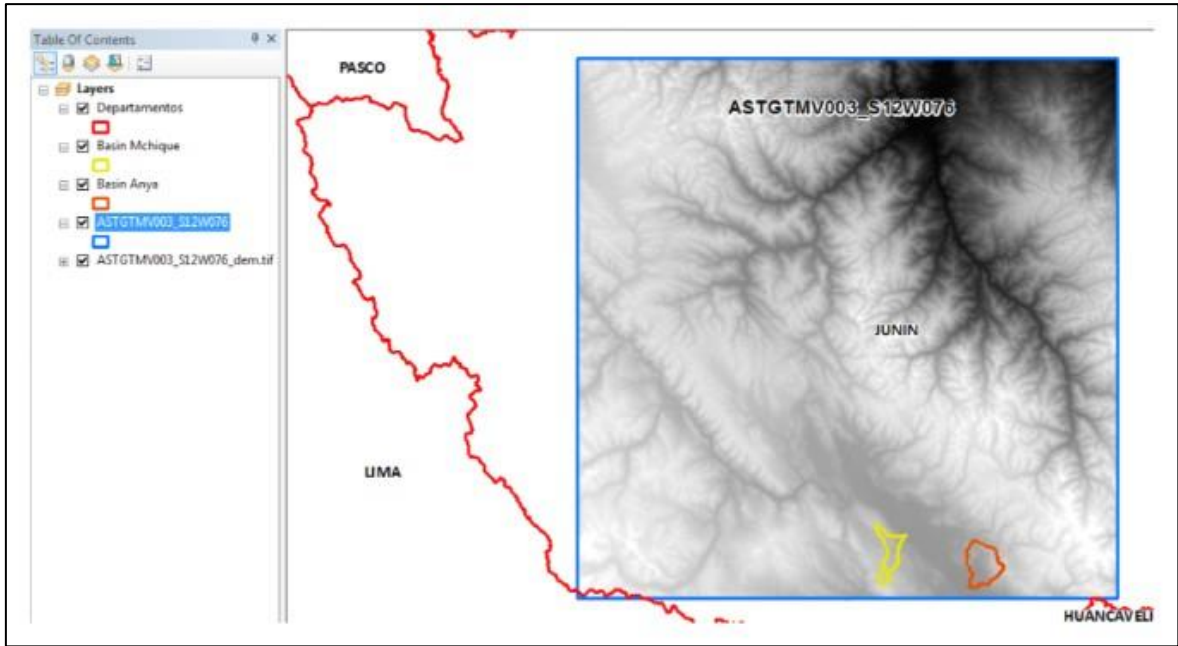 Table Of Contents
Layers
Departamentos
Basin Mchique
Basin Anya
ASTGTMV003_S12W076
ASTGTMV003_S12W076_dem.tif
PASCO
ASTGTMV003_S12W076
JUNIN
LIMA
HUANCAVELI